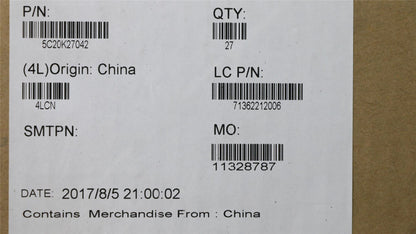 P/N: QTY:
5C20K27042 27
(4L)Origin: China LC P/N:
4LCN 71362212006
SMTPN: MO:
11328787
DATE: 2017/8/5 21:00:02
Contains Merchandise From : China